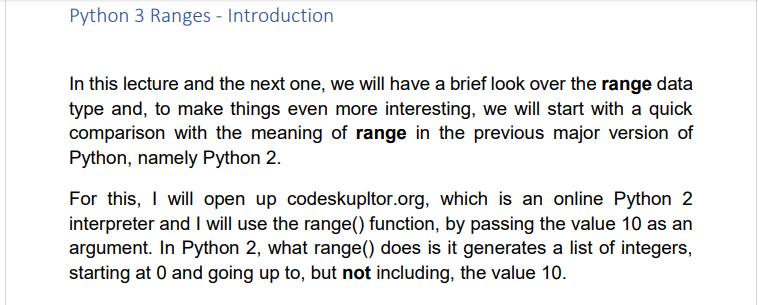 Python 3 Ranges - Introduction
In this lecture and the next one, we will have a brief look over the range data
type and, to make things even more interesting, we will start with a quick
comparison with the meaning of range in the previous major version of
Python, namely Python 2.
For this, I will open up codeskupltor.org, which is an online Python 2
interpreter and I will use the range() function, by passing the value 10 as an
argument. In Python 2, what range() does is it generates a list of integers,
starting at 0 and going up to, but not including, the value 10.